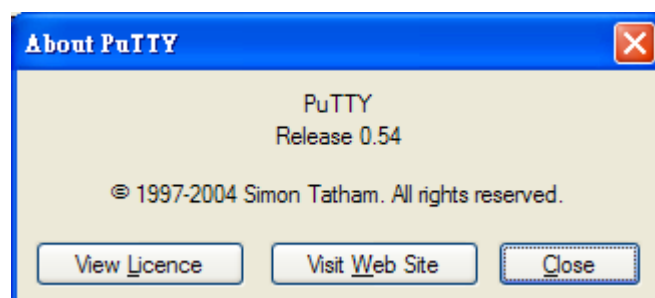 About PuTTY
PuTTY
Release 0.54
© 1997-2004 Simon Tatham. All rights reserved.
View Licence
Visit Web Site
Close